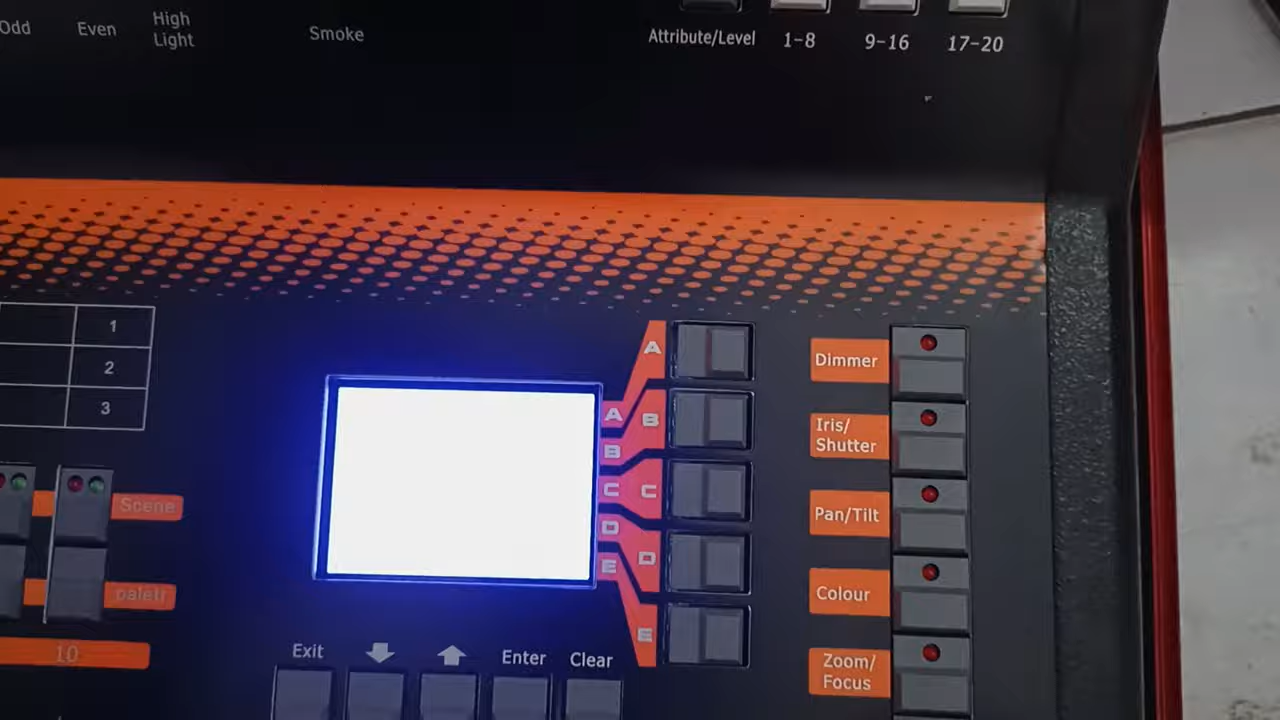 Odd
Even
High
Light
Smoke
Attribute/Level
1-8
9-16
17-20
1
2
3
A
A
B
B
C
C
D
D
E
E
Dimmer
Iris/
Shutter
Pan/Tilt
Colour
Zoom/
Focus
Scene
paletr
10
Exit
Enter
Clear